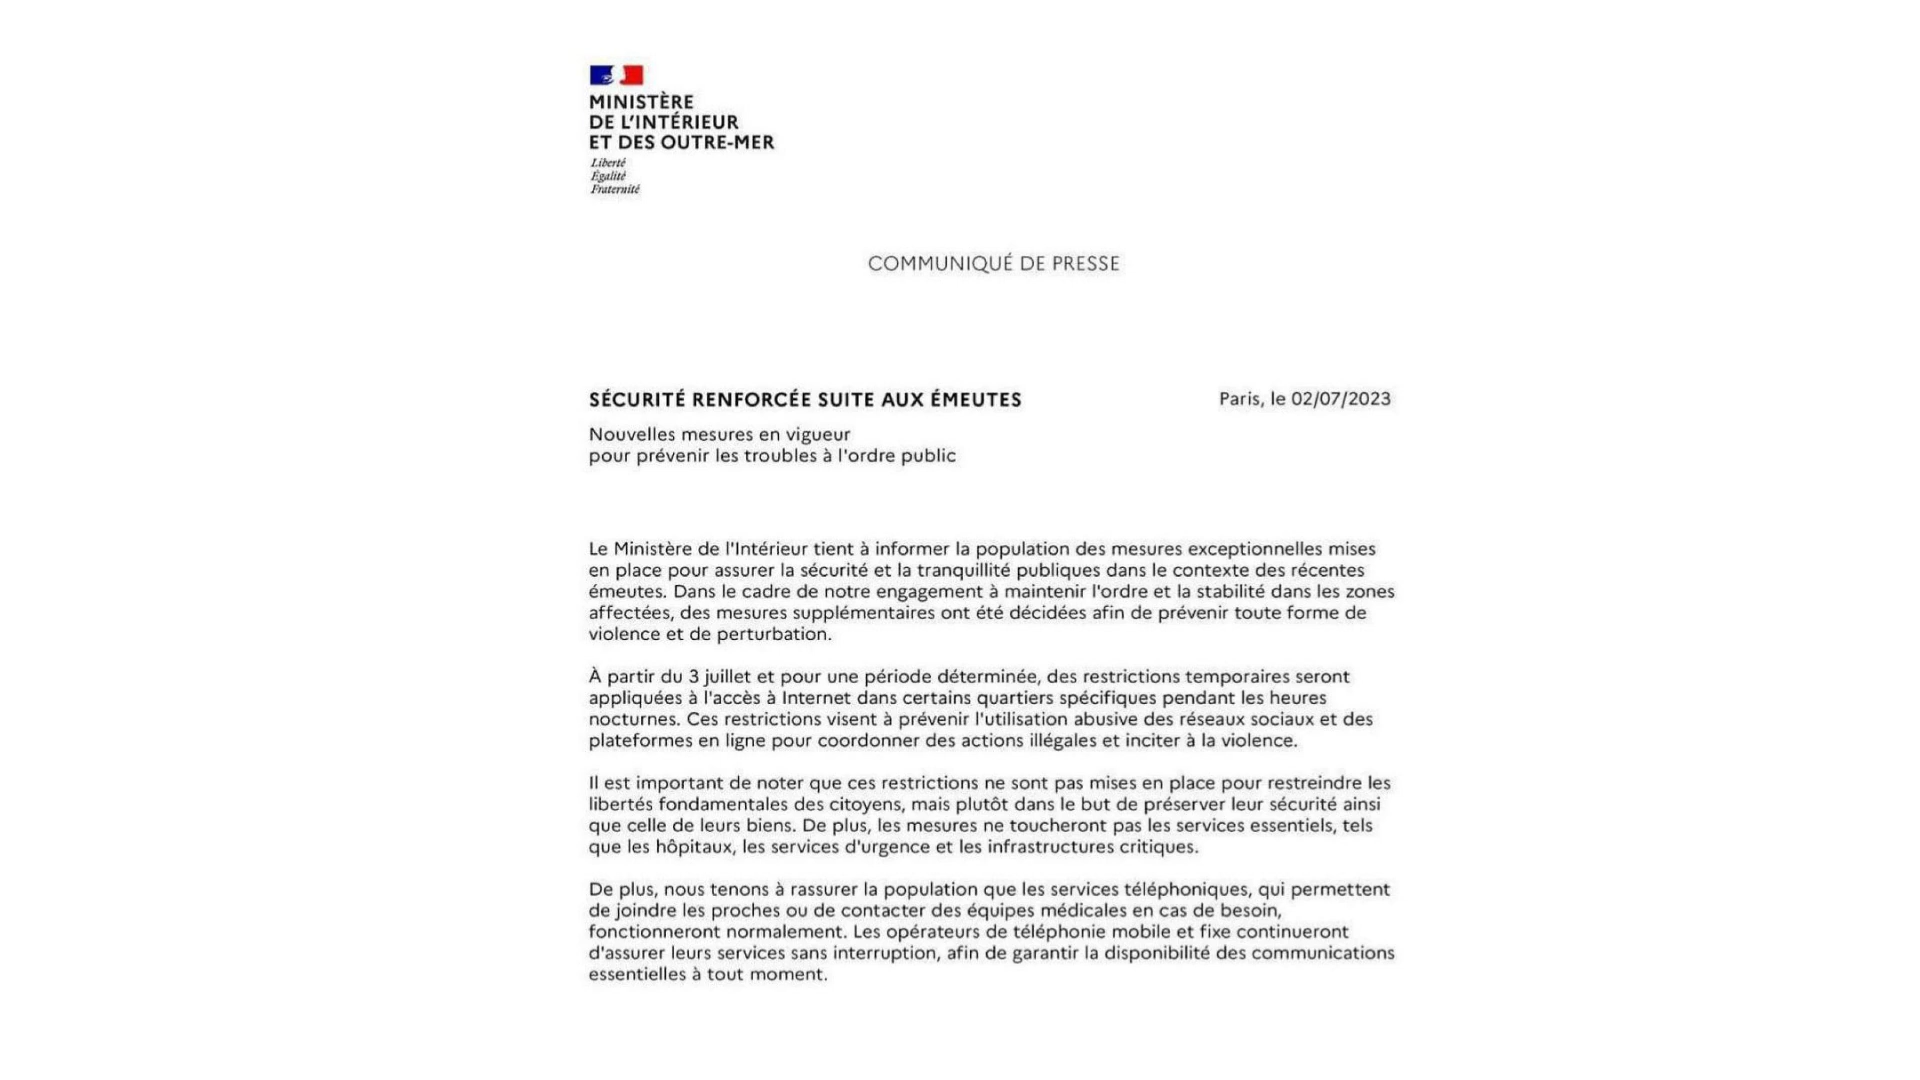 MINISTÈRE
DE L'INTÉRIEUR
ET DES OUTRE-MER
Liberté
Égalité
Fraternité
COMMUNIQUÉ DE PRESSE
SÉCURITÉ RENFORCÉE SUITE AUX ÉMEUTES
Paris, le 02/07/2023
Nouvelles mesures en vigueur
pour prévenir les troubles à l'ordre public
Le Ministère de l'Intérieur tient à informer la population des mesures exceptionnelles mises
en place pour assurer la sécurité et la tranquillité publiques dans le contexte des récentes
émeutes. Dans le cadre de notre engagement à maintenir l'ordre et la stabilité dans les zones
affectées, des mesures supplémentaires ont été décidées afin de prévenir toute forme de
violence et de perturbation.
À partir du 3 juillet et pour une période déterminée, des restrictions temporaires seront
appliquées à l'accès à Internet dans certains quartiers spécifiques pendant les heures
nocturnes. Ces restrictions visent à prévenir l'utilisation abusive des réseaux sociaux et des
plateformes en ligne pour coordonner des actions illégales et inciter à la violence.
Il est important de noter que ces restrictions ne sont pas mises en place pour restreindre les
libertés fondamentales des citoyens, mais plutôt dans le but de préserver leur sécurité ainsi
que celle de leurs biens. De plus, les mesures ne toucheront pas les services essentiels, tels
que les hôpitaux, les services d'urgence et les infrastructures critiques.
De plus, nous tenons à rassurer la population que les services téléphoniques, qui permettent
de joindre les proches ou de contacter des équipes médicales en cas de besoin,
fonctionneront normalement. Les opérateurs de téléphonie mobile et fixe continueront
d'assurer leurs services sans interruption, afin de garantir la disponibilité des communications
essentielles à tout moment.